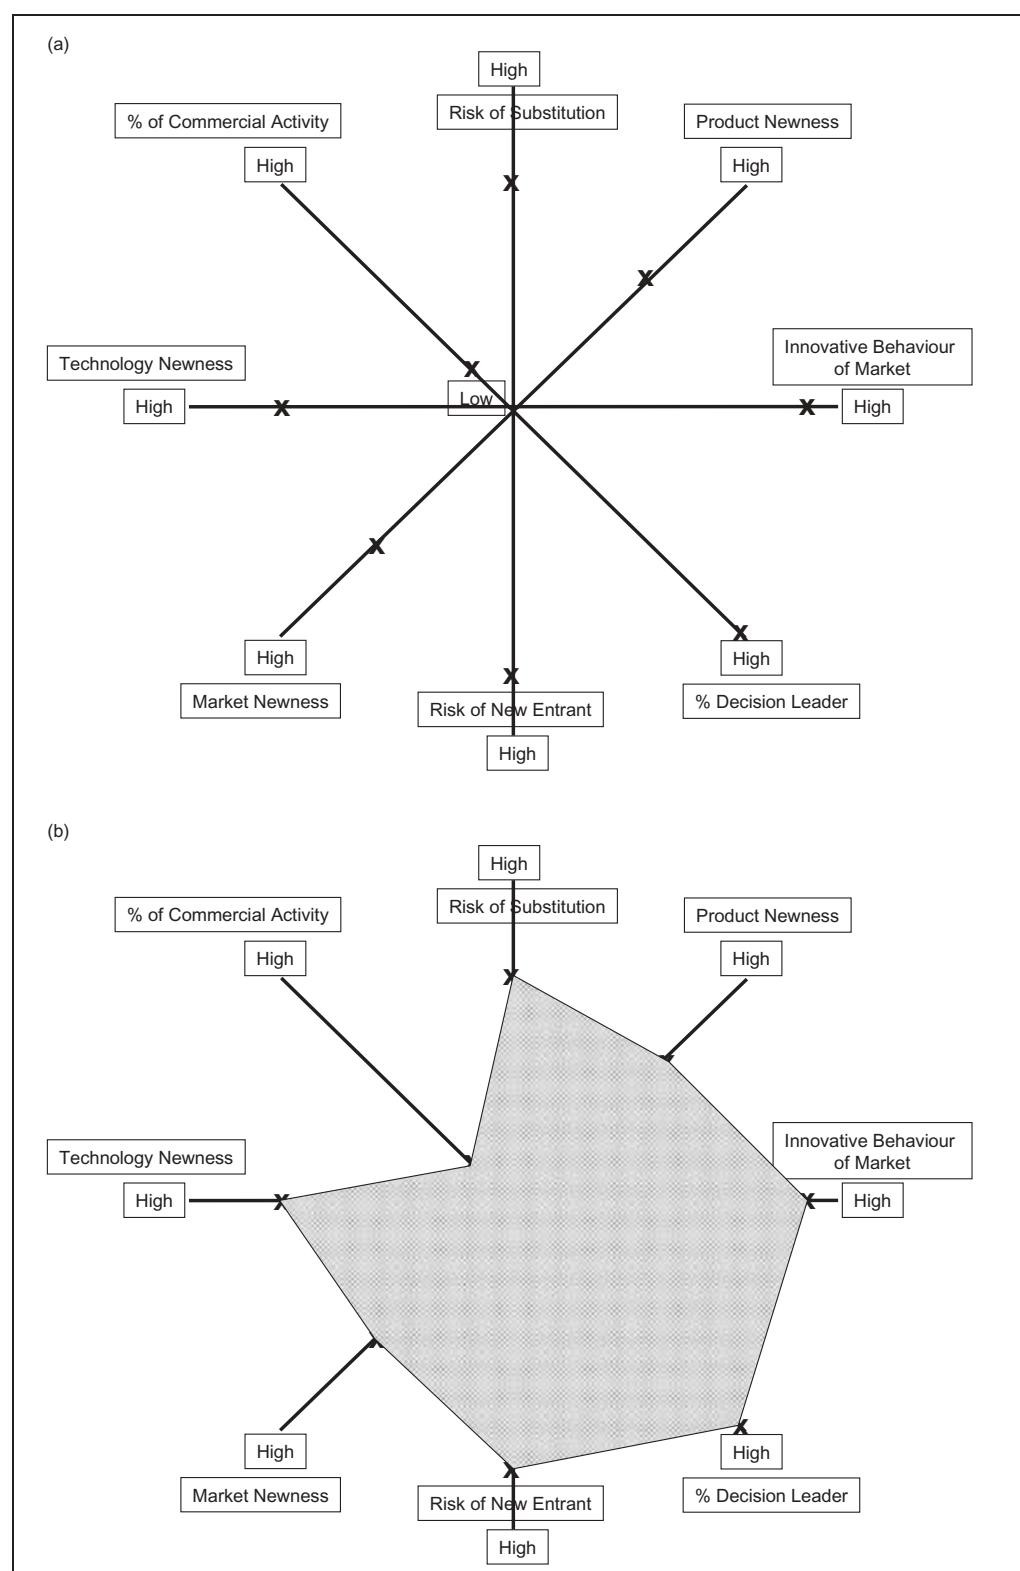 (a)
High
Risk of Substitution
% of Commercial Activity
High
Product Newness
High
x
x
x
Technology Newness
High
x
Low
Innovative Behaviour
of Market
x
High
x
High
Market Newness
x
Risk of New Entrant
High
x
High
% Decision Leader
(b)
High
Risk of Substitution
% of Commercial Activity
High
Product Newness
High
x
x
Technology Newness
High
x
Innovative Behaviour
of Market
x
High
x
High
Market Newness
x
Risk of New Entrant
High
x
High
% Decision Leader